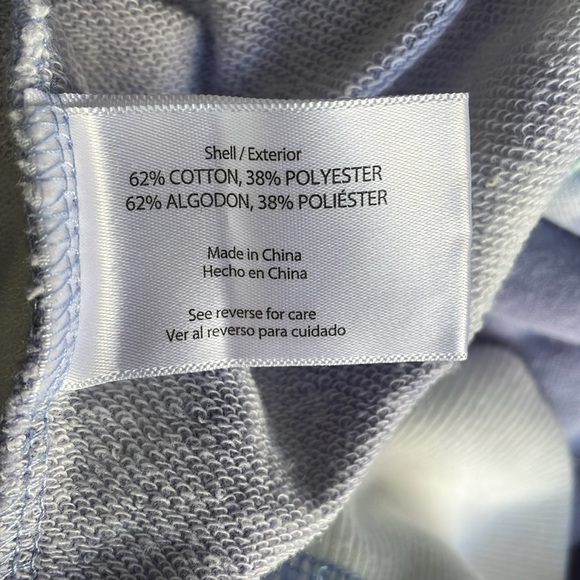 Shell / Exterior
62% COTTON, 38% POLYESTER
62% ALGODON, 38% POLIÉSTER
Made in China
Hecho en China
See reverse for care
Ver al reverso para cuidado